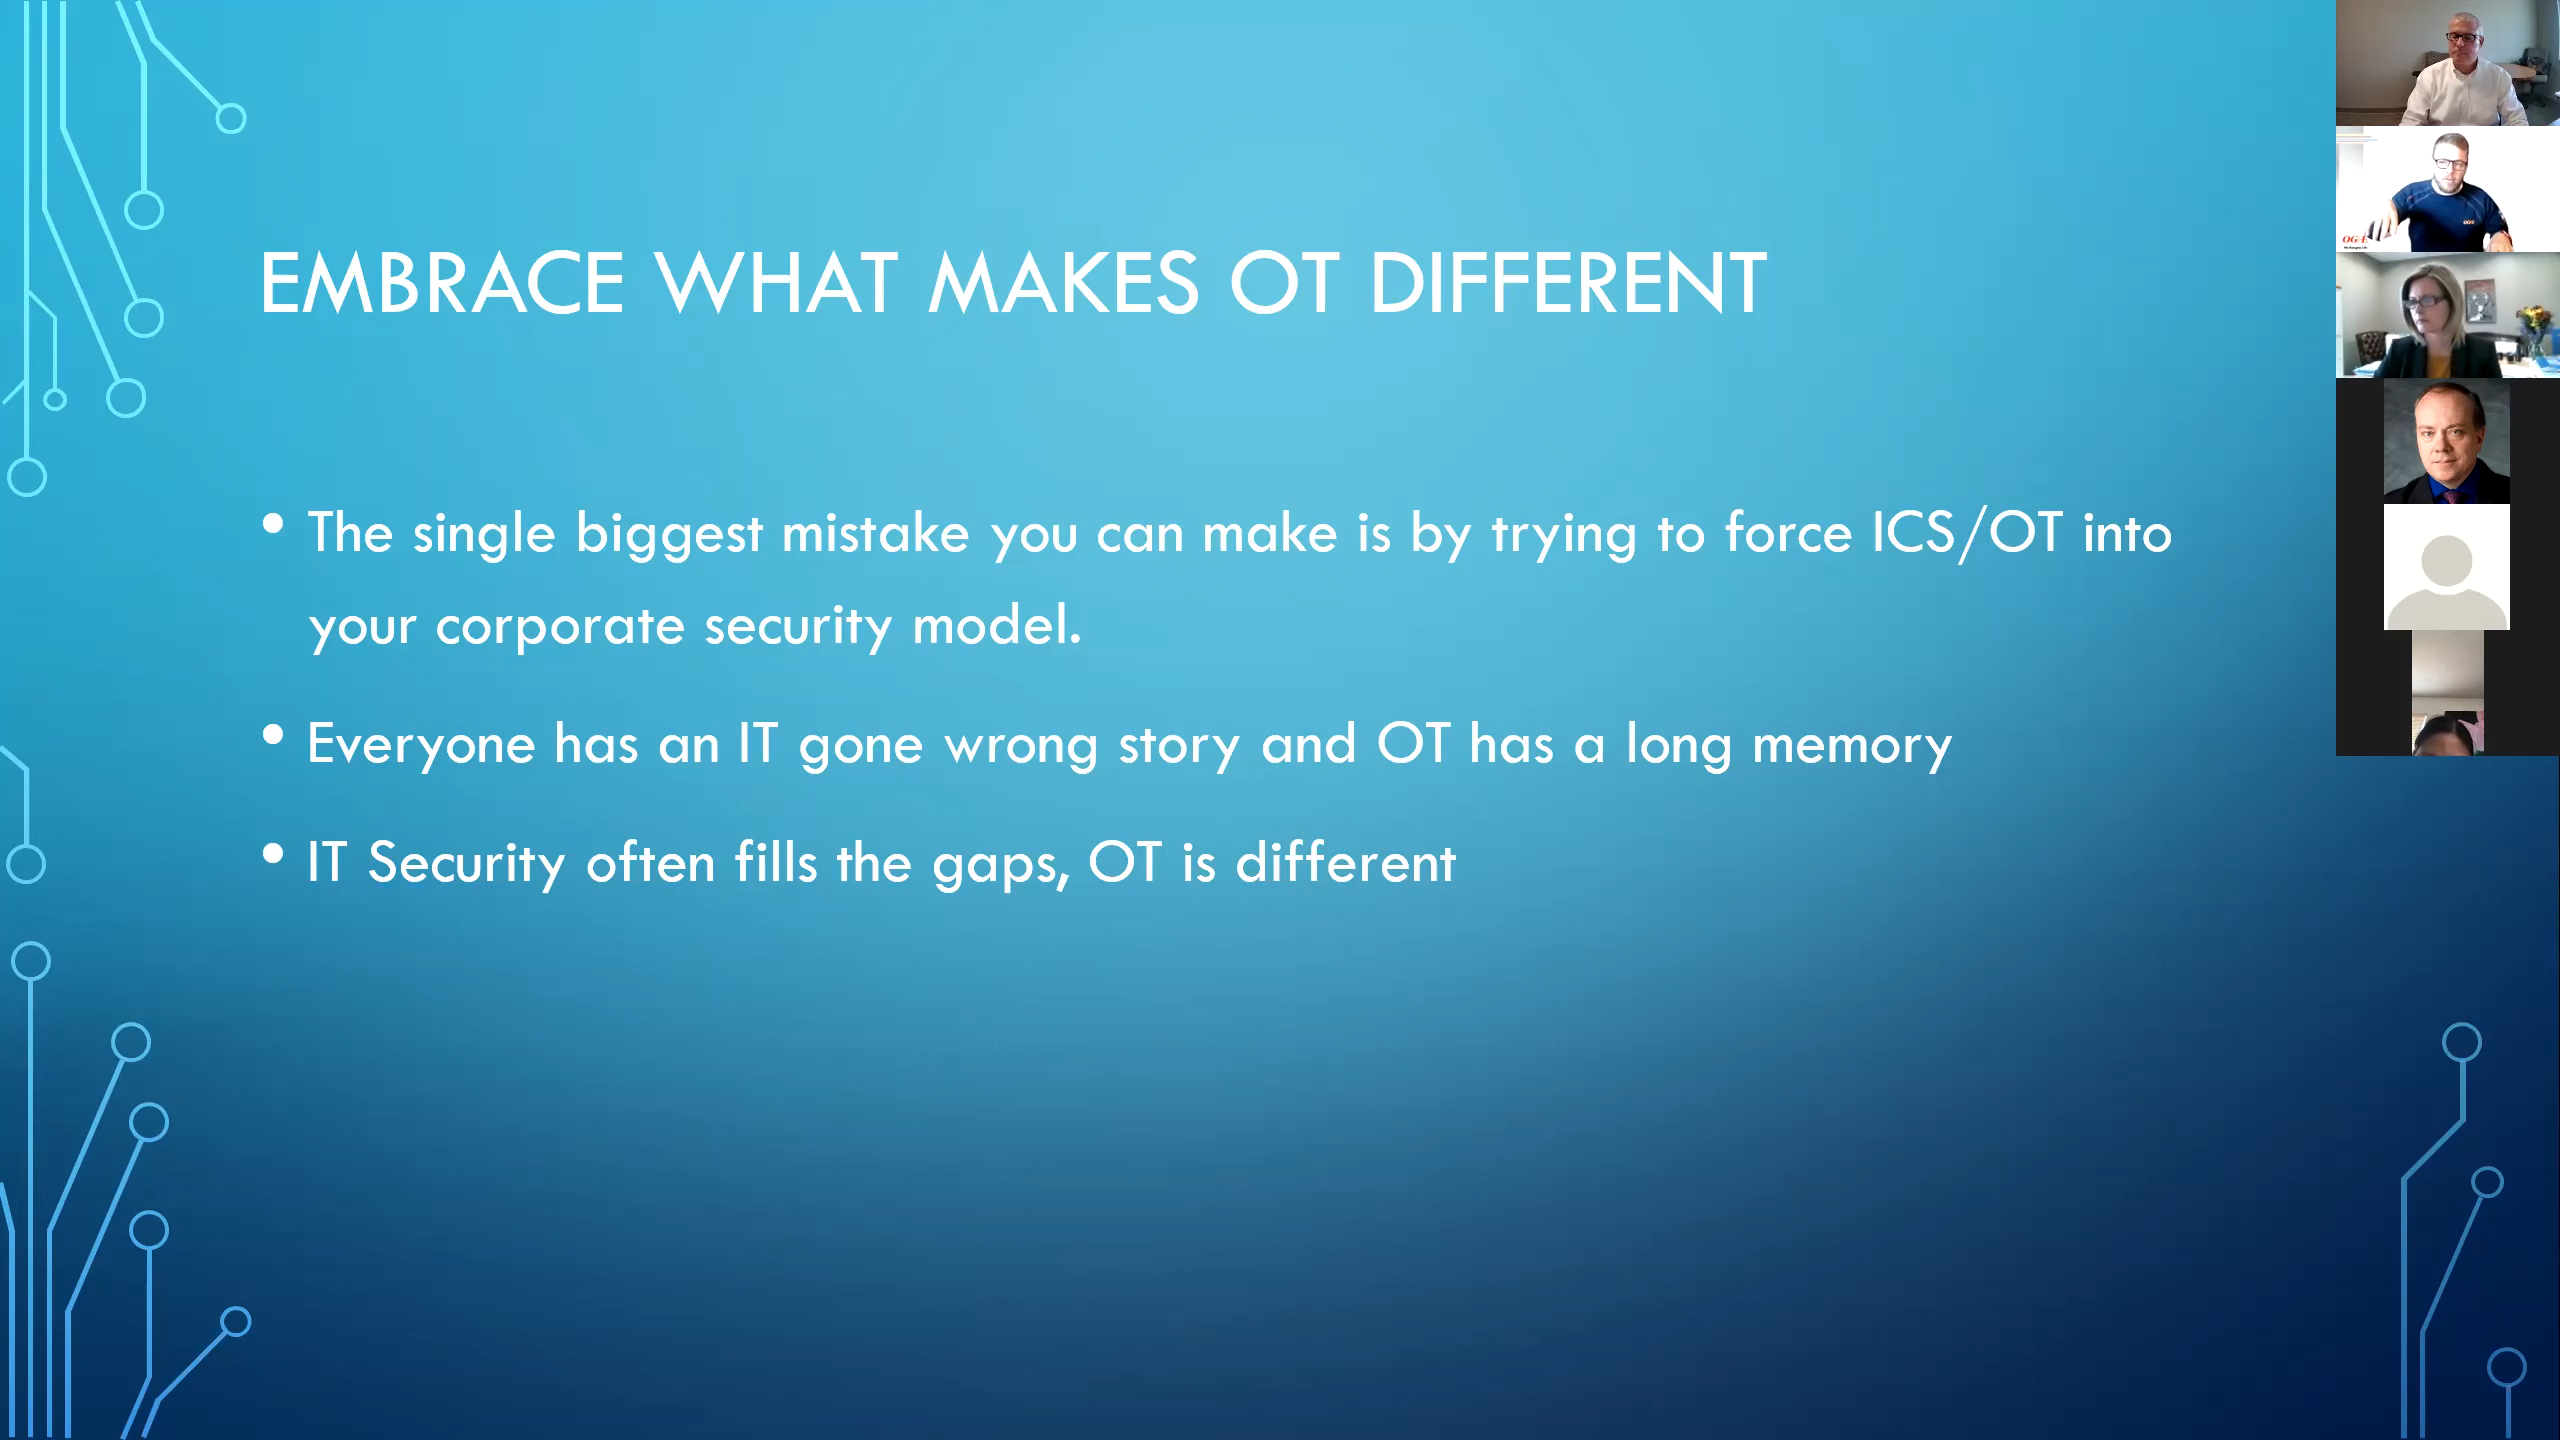 EMBRACE WHAT MAKES OT DIFFERENT
• The single biggest mistake you can make is by trying to force ICS/OT into
your corporate security model.
• Everyone has an IT gone wrong story and OT has a long memory
• IT Security often fills the gaps, OT is different
OG&E